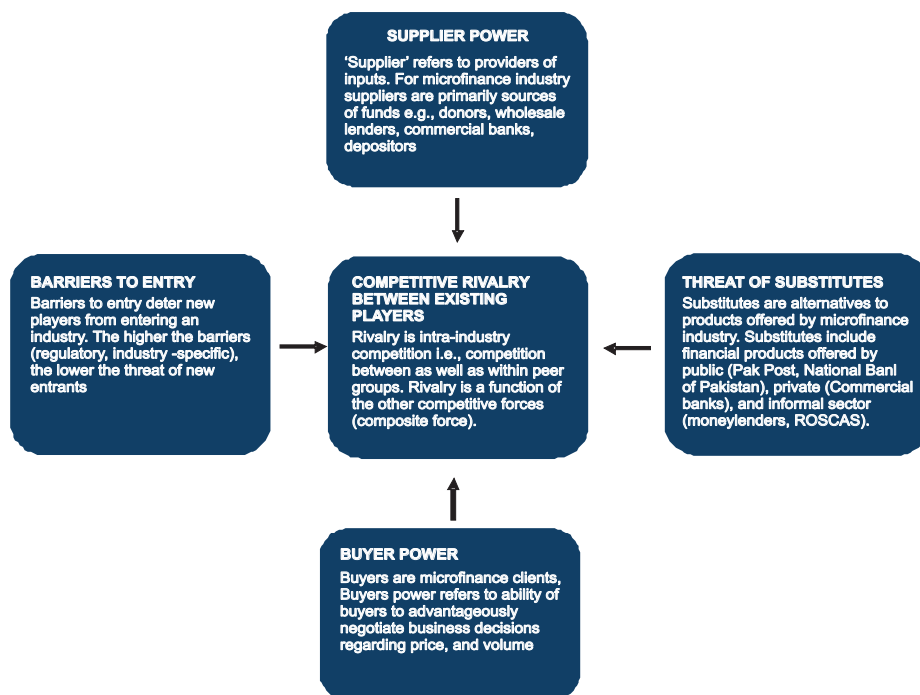 SUPPLIER POWER
‘Supplier’ refers to providers of
inputs. For microfinance industry
suppliers are primarily sources
of funds e.g., donors, wholesale
lenders, commercial banks,
depositors
BARRIERS TO ENTRY
Barriers to entry deter new
players from entering an
industry. The higher the barriers
(regulatory, industry -specific),
the lower the threat of new
entrants
COMPETITIVE RIVALRY
BETWEEN EXISTING
PLAYERS
Rivalry is intra-industry
competition i.e., competition
between as well as within peer
groups. Rivalry is a function of
the other competitive forces
(composite force).
THREAT OF SUBSTITUTES
Substitutes are alternatives to
products offered by microfinance
industry. Substitutes include
financial products offered by
public (Pak Post, National Banl
of Pakistan), private (Commercial
banks), and informal sector
(moneylenders, ROSCAS).
BUYER POWER
Buyers are microfinance clients,
Buyers power refers to ability of
buyers to advantageously
negotiate business decisions
regarding price, and volume